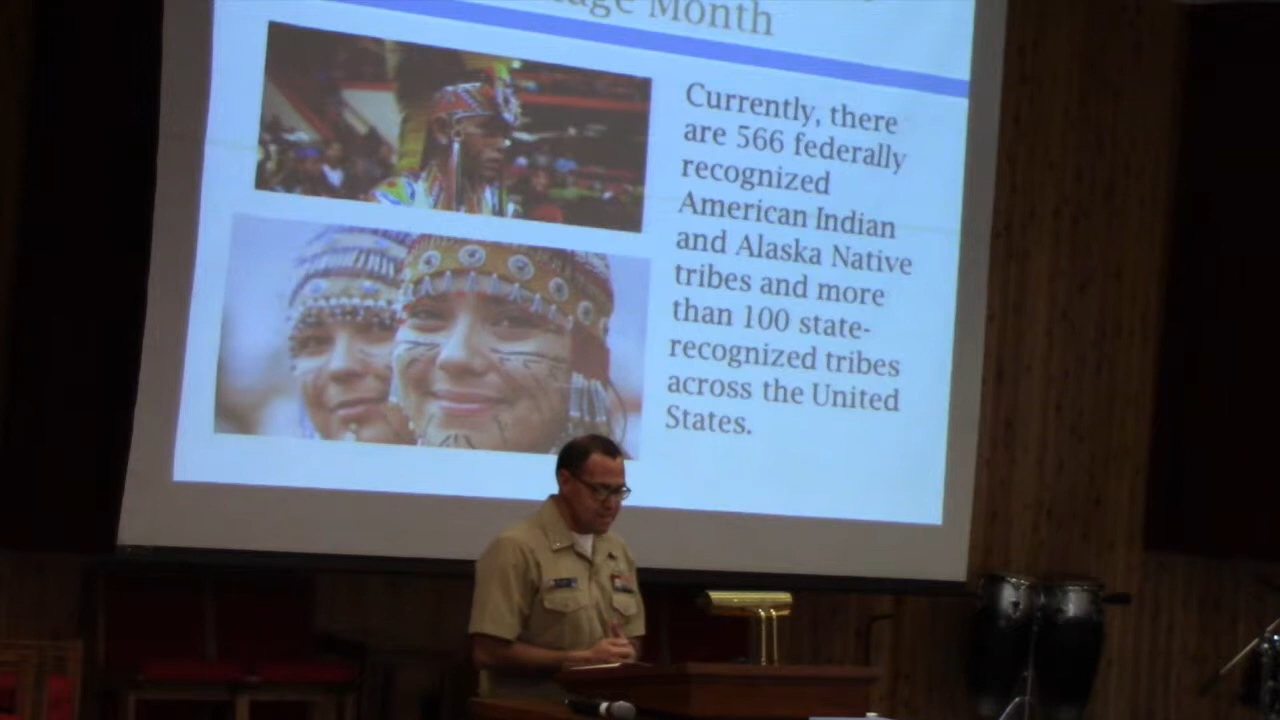 Month
Currently, there
are 566 federally
recognized
American Indian
and Alaska Native
tribes and more
than 100 state-
recognized tribes
across the United
States.